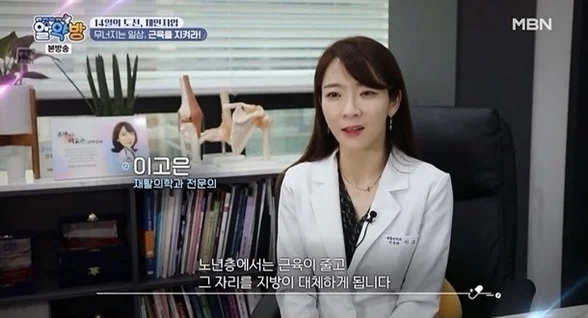 14일의 도전, 체인지업
무너지는 일상, 근육을 지켜라!
알약방
본방송
MBN
이고은
재활의학과 전문의
노년층에서는 근육이 줄고
그 자리를 지방이 대체하게 됩니다